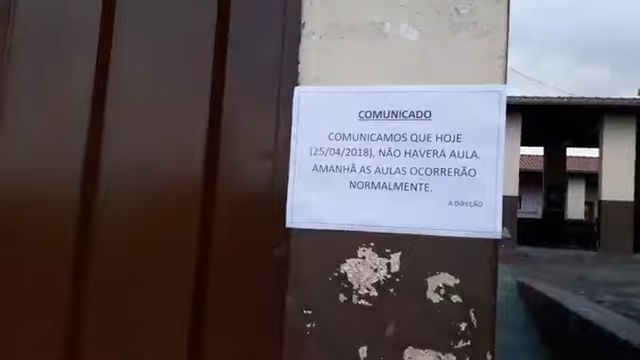 COMUNICADO
COMUNICAMOS QUE HOJE
(25/04/2018), NÃO HAVERÁ AULA.
AMANHÃ AS AULAS OCORRERÃO
NORMALMENTE.
A DIREÇÃO